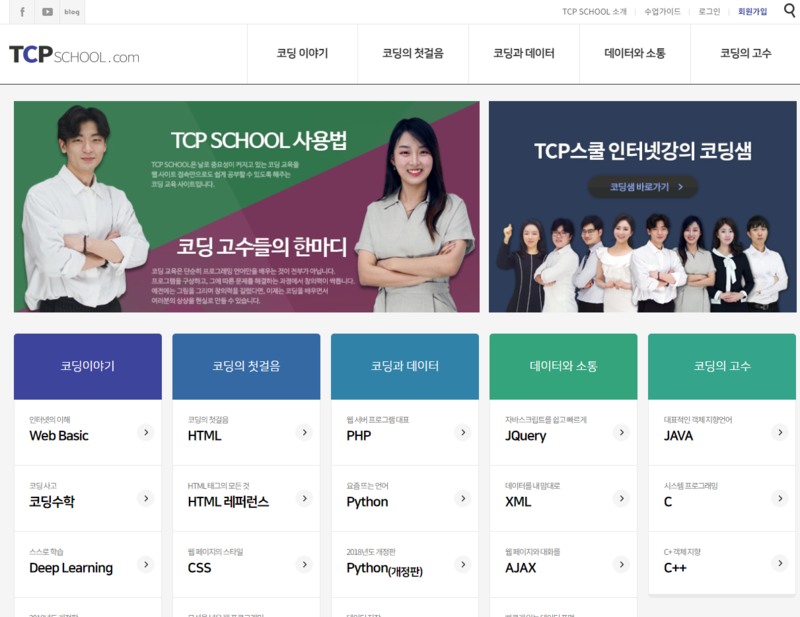 f
blog
TCP SCHOOL 소개
수업가이드
로그인
회원가입
TCPSCHOOL.com
코딩 이야기
코딩의 첫걸음
코딩과 데이터
데이터와 소통
코딩의 고수
TCP SCHOOL 사용법
TCP SCHOOL은 날로 중요성이 커지고 있는 코딩 교육을
웹 사이트 접속만으로도 쉽게 공부할 수 있도록 해주는
코딩 교육 사이트입니다.
코딩 고수들의 한마디
코딩 교육은 단순히 프로그래밍 언어만을 배우는 것이 전부가 아닙니다.
프로그램을 구상하고, 그에 따른 문제를 해결하는 과정에서 창의력이 싹틉니다.
예전에는 그림을 그리며 창의력을 길렀다면, 이제는 코딩을 배우면서
여러분의 상상을 현실로 만들 수 있습니다.
TCP스쿨 인터넷강의 코딩샘
코딩샘 바로가기
코딩이야기
코딩의 첫걸음
코딩과 데이터
데이터와 소통
코딩의 고수
인터넷의 이해
Web Basic
코딩의 첫걸음
HTML
웹 서버 프로그램 대표
PHP
자바스크립트를 쉽고 빠르게
JQuery
대표적인 객체 지향언어
JAVA
코딩 사고
코딩수학
HTML 태그의 모든 것
HTML 레퍼런스
요즘 뜨는 언어
Python
데이터를 내 맘대로
XML
시스템 프로그래밍
C
스스로 학습
Deep Learning
웹 페이지의 스타일
CSS
2018년도 개정판
Python(개정판)
웹 페이지와 대화를
AJAX
C+ 객체 지향
C++